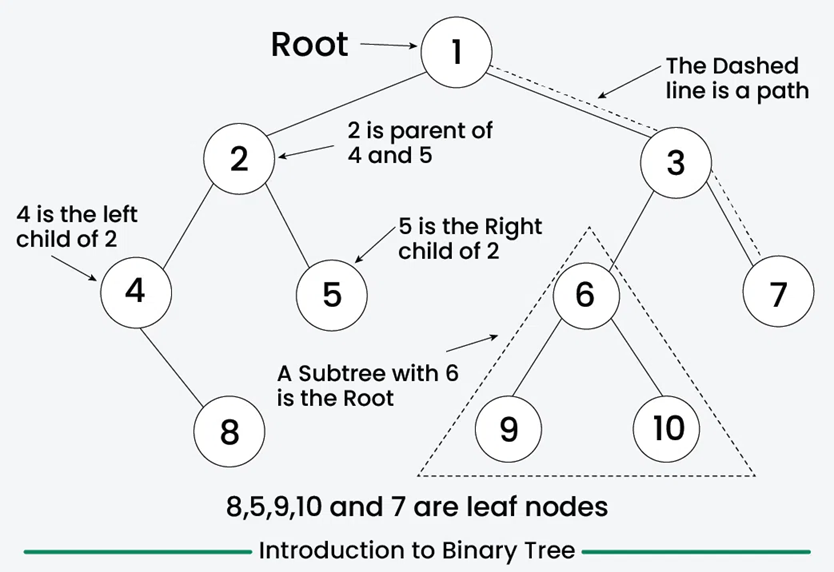 Root
1
The Dashed
line is a path
2
2 is parent of
4 and 5
3
4 is the left
child of 2
5 is the Right
child of 2
4
5
6
7
A Subtree with 6
is the Root
8
9
10
8,5,9,10 and 7 are leaf nodes
Introduction to Binary Tree